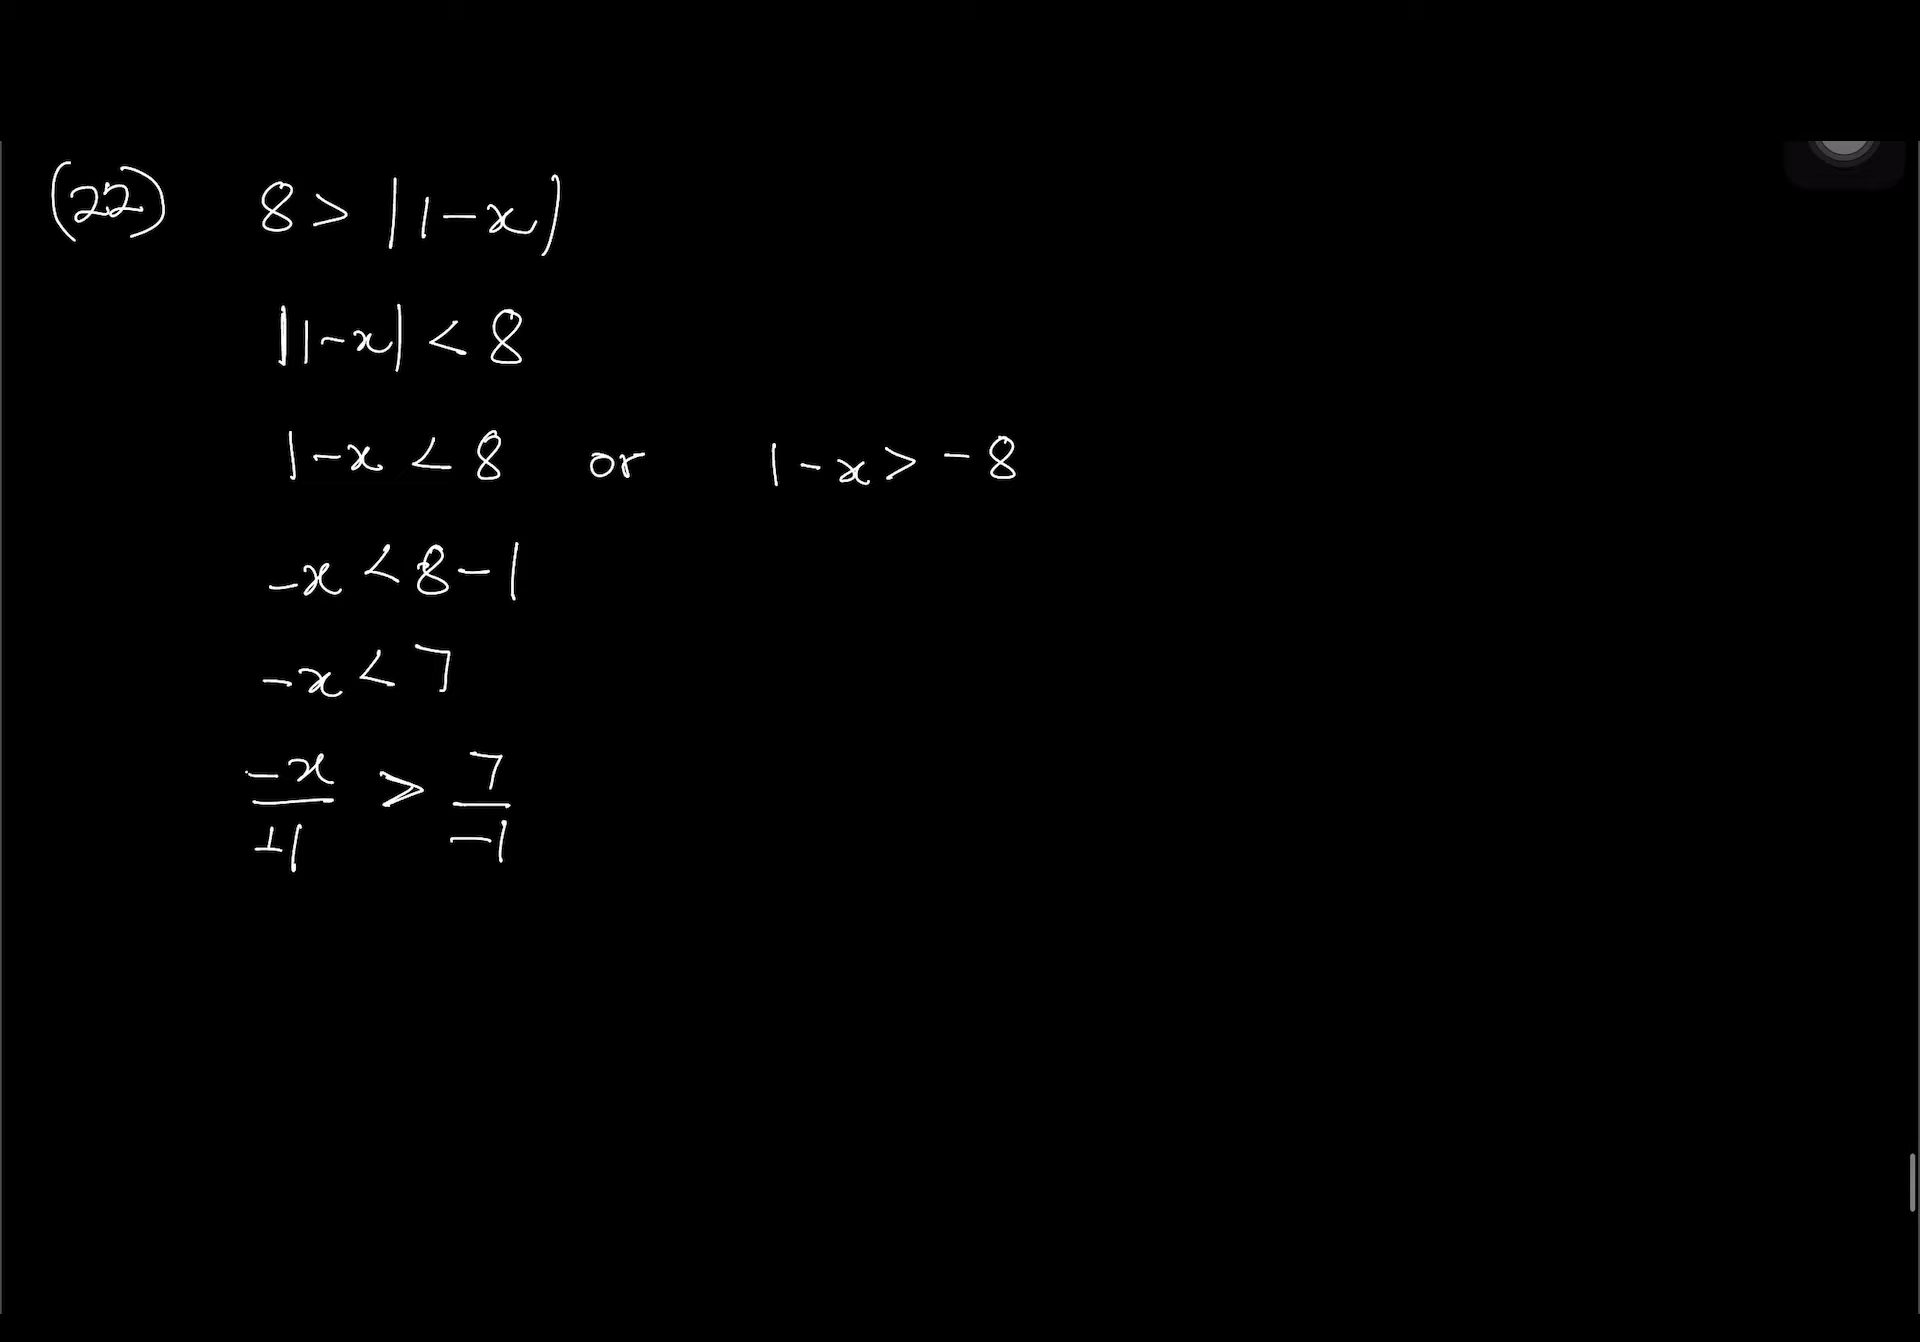 (22) 8 > |1-x|
|1-x| < 8
1-x < 8 or 1-x > -8
-x < 8-1
-x < 7
-x/-1 > 7/-1